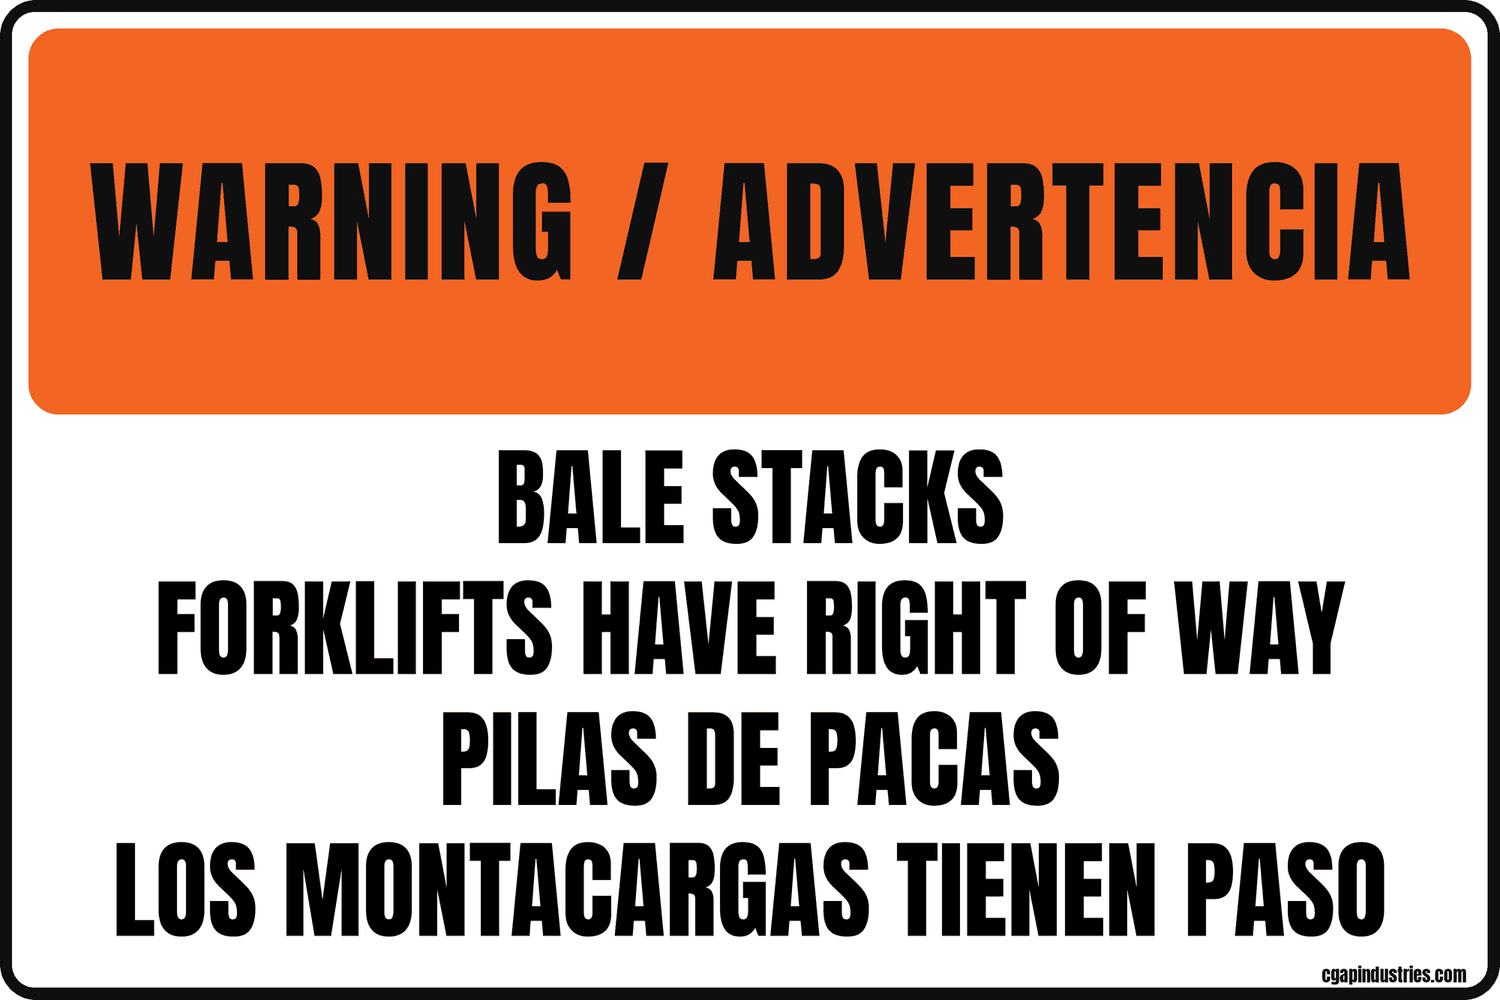 WARNING / ADVERTENCIA
BALE STACKS
FORKLIFTS HAVE RIGHT OF WAY
PILAS DE PACAS
LOS MONTACARGAS TIENEN PASO
cgapindustries.com